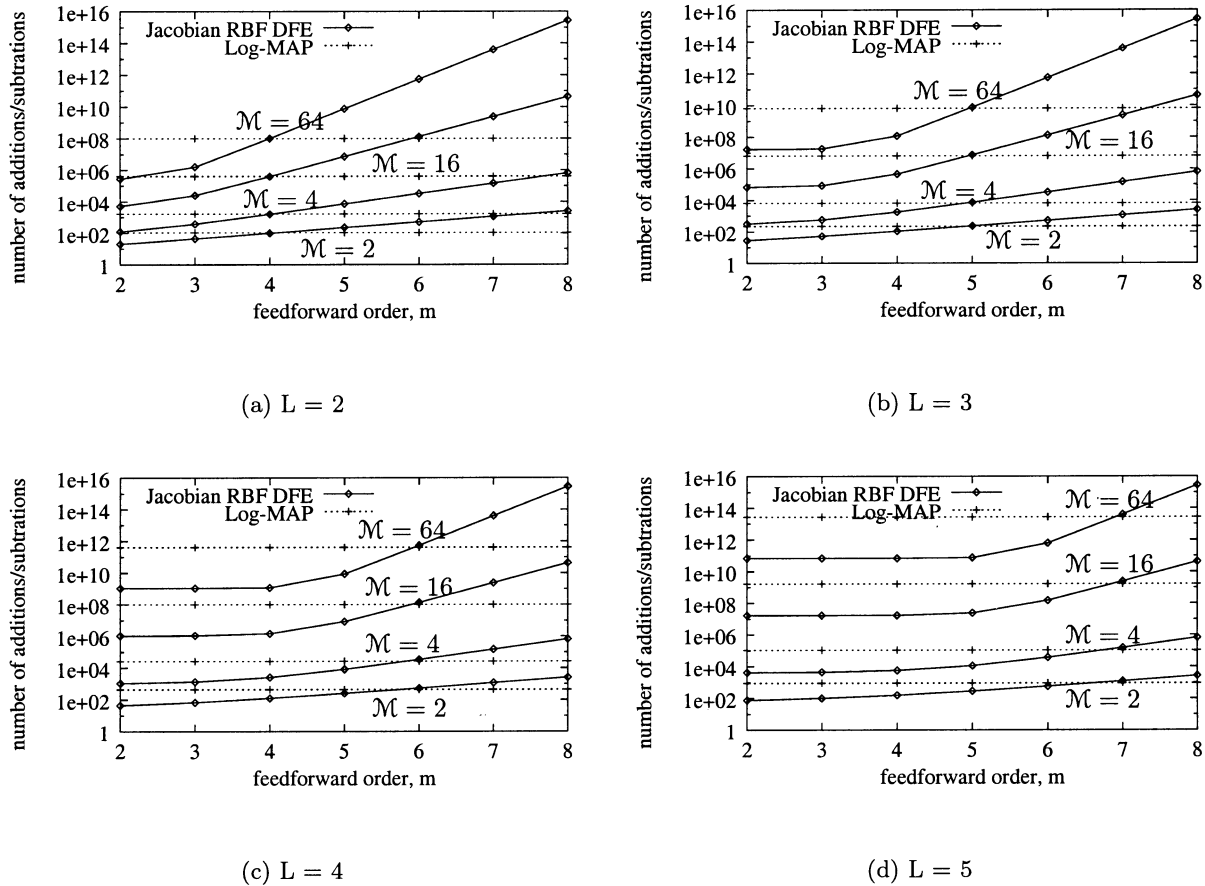 number of additions/subtrations
1e+16
1e+14
1e+12
1e+10
1e+08
1e+06
1e+04
1e+02
1
Jacobian RBF DFE
Log-MAP
M = 64
M = 16
M = 4
M = 2
2 3 4 5 6 7 8
feedforward order, m
(a) L = 2
number of additions/subtrations
1e+16
1e+14
1e+12
1e+10
1e+08
1e+06
1e+04
1e+02
1
Jacobian RBF DFE
Log-MAP
M = 64
M = 16
M = 4
M = 2
2 3 4 5 6 7 8
feedforward order, m
(b) L = 3
number of additions/subtrations
1e+16
1e+14
1e+12
1e+10
1e+08
1e+06
1e+04
1e+02
1
Jacobian RBF DFE
Log-MAP
M = 64
M = 16
M = 4
M = 2
2 3 4 5 6 7 8
feedforward order, m
(c) L = 4
number of additions/subtrations
1e+16
1e+14
1e+12
1e+10
1e+08
1e+06
1e+04
1e+02
1
Jacobian RBF DFE
Log-MAP
M = 64
M = 16
M = 4
M = 2
2 3 4 5 6 7 8
feedforward order, m
(d) L = 5